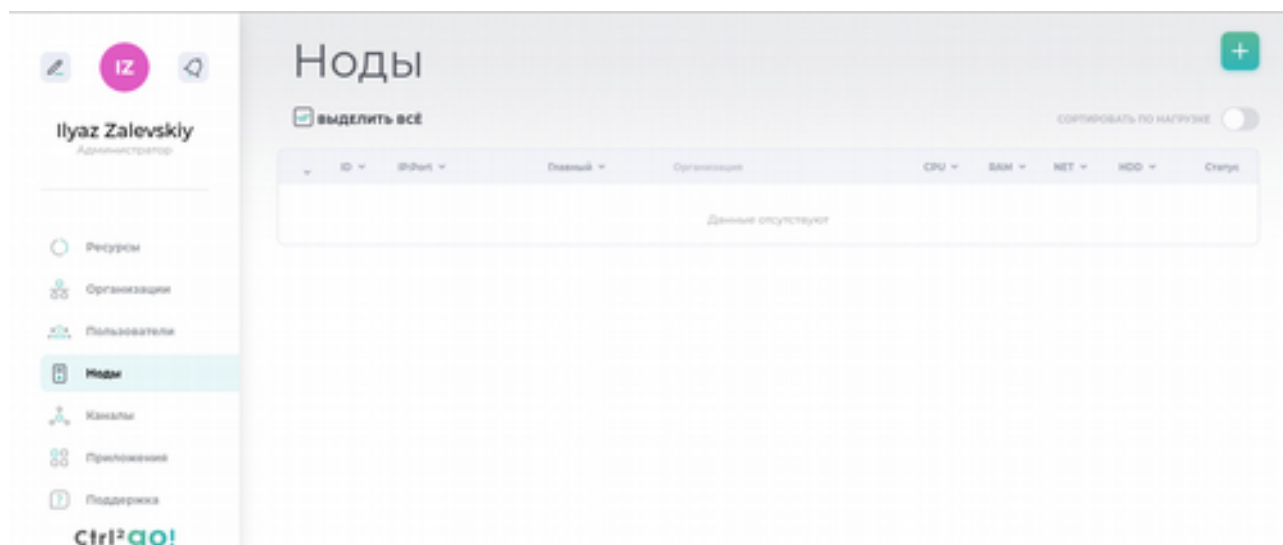 IZ
Ilyaz Zalevskiy
Администратор
Ресурсы
Организации
Пользователи
Ноды
Каналы
Приложения
Поддержка
Ctrl²go!
Ноды
+
ВЫДЕЛИТЬ ВСЁ
СОРТИРОВАТЬ ПО НАГРУЗКЕ
ID IP/Port Главный Организация CPU RAM NET HDD Статус
Данные отсутствуют